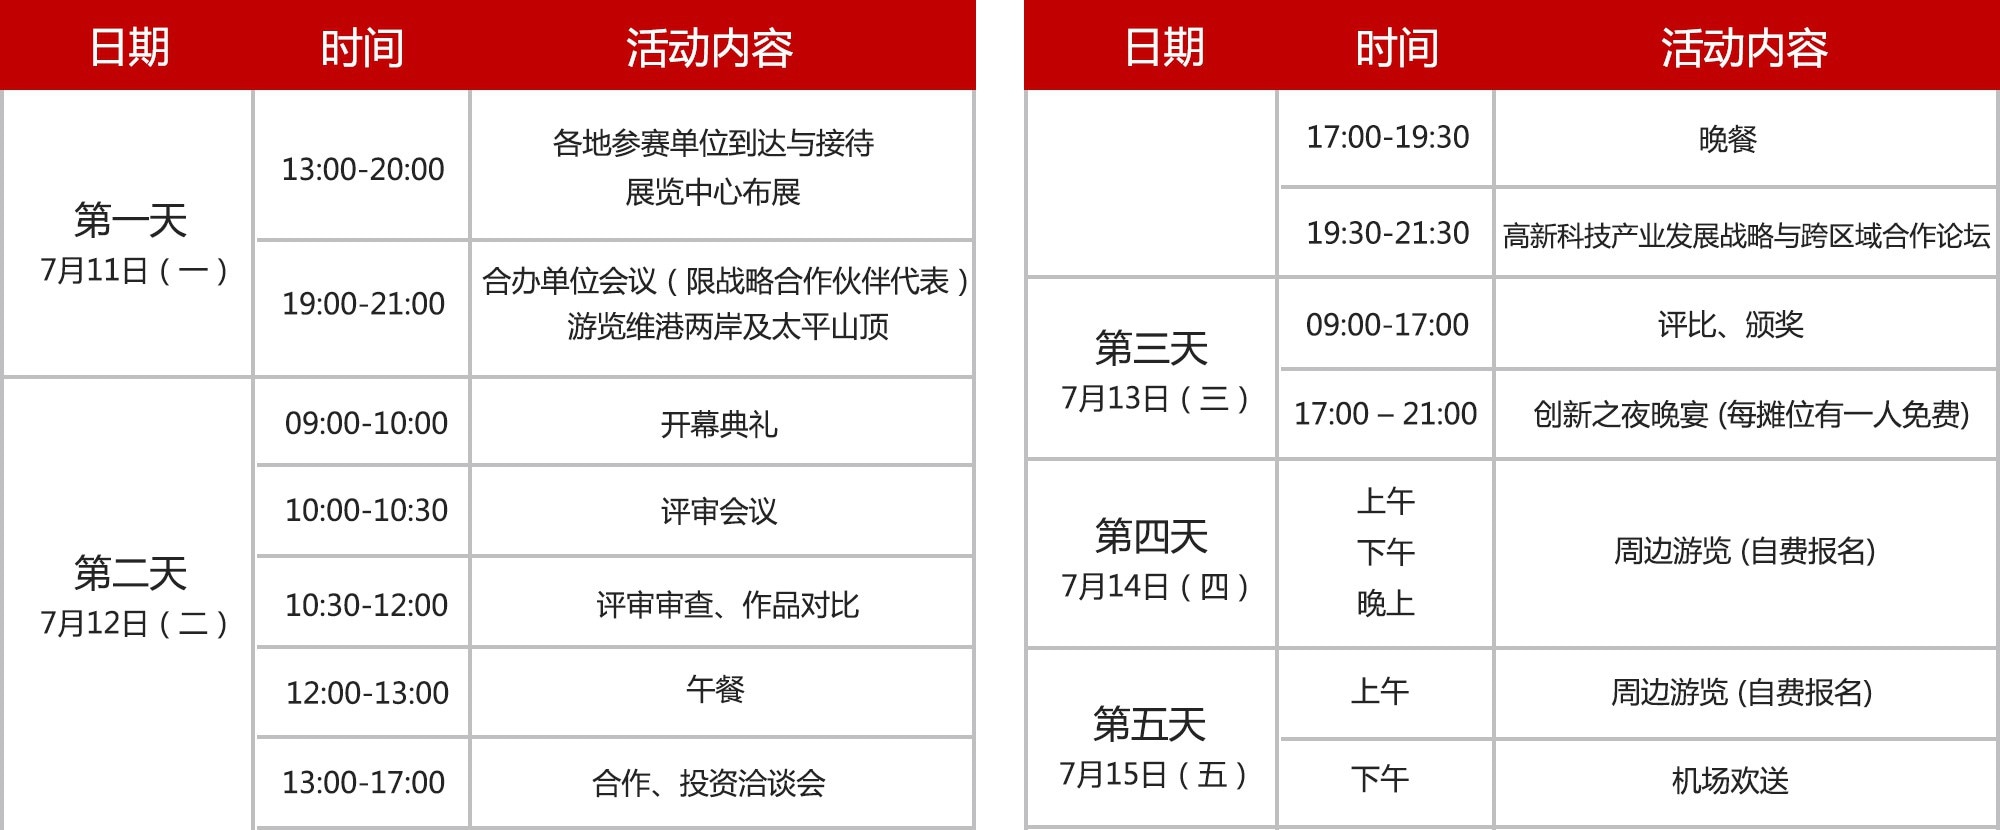 日期 时间 活动内容
第一天
7月11日（一）
13:00-20:00
各地参赛单位到达与接待
展览中心布展
19:00-21:00
合办单位会议（限战略合作伙伴代表）
游览维港两岸及太平山顶
第二天
7月12日（二）
09:00-10:00 开幕典礼
10:00-10:30 评审会议
10:30-12:00 评审审查、作品对比
12:00-13:00 午餐
13:00-17:00 合作、投资洽谈会
日期 时间 活动内容
17:00-19:30 晚餐
19:30-21:30 高新科技产业发展战略与跨区域合作论坛
第三天
7月13日（三）
09:00-17:00 评比、颁奖
17:00 – 21:00 创新之夜晚宴 (每摊位有一人免费)
第四天
7月14日（四）
上午
下午
晚上
周边游览 (自费报名)
第五天
7月15日（五）
上午 周边游览 (自费报名)
下午 机场欢送